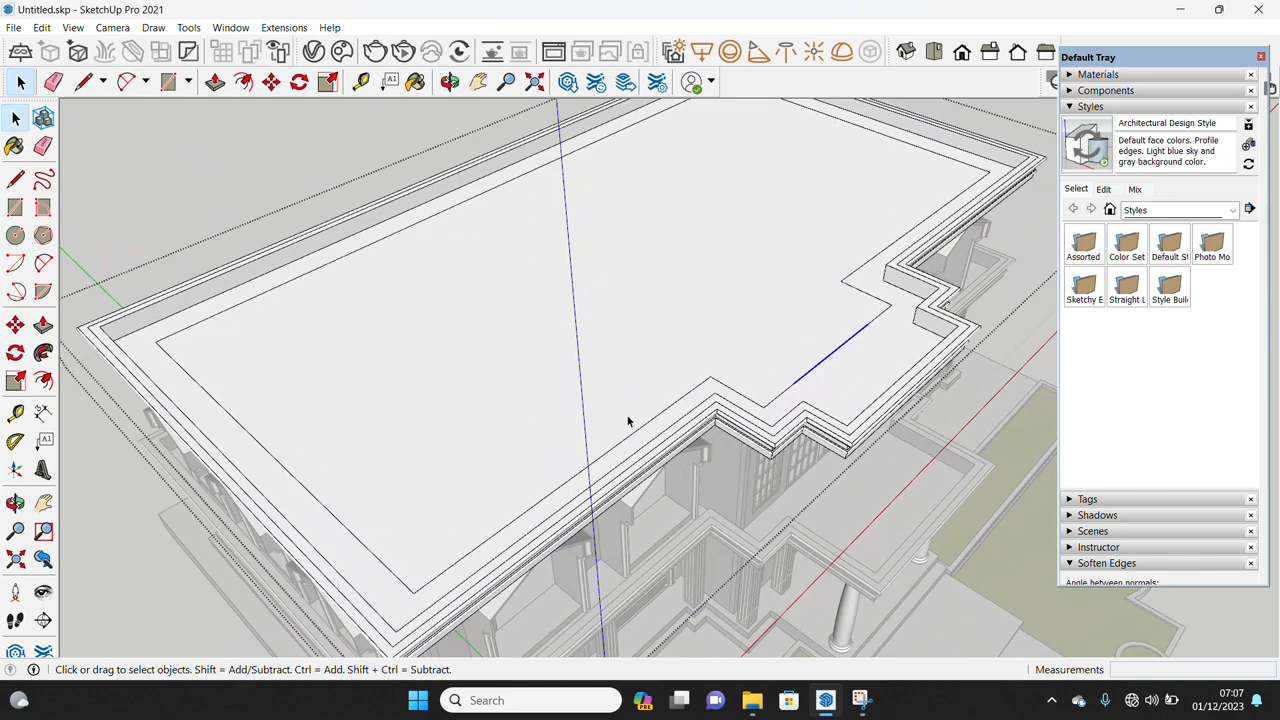 Untitled.skp - SketchUp Pro 2021
File Edit View Camera Draw Tools Window Extensions Help
Default Tray
Materials
Components
Styles
Architectural Design Style
Default face colors. Profile
edges. Light blue sky and
gray background color.
Select Edit Mix
Styles
Assorted Color Set Default St Photo Mo
Sketchy E Straight L Style Buil
Tags
Shadows
Scenes
Instructor
Soften Edges
Angle between normals:
Click or drag to select objects. Shift = Add/Subtract. Ctrl = Add. Shift + Ctrl = Subtract.
Measurements
Search
PRE
07:07
01/12/2023